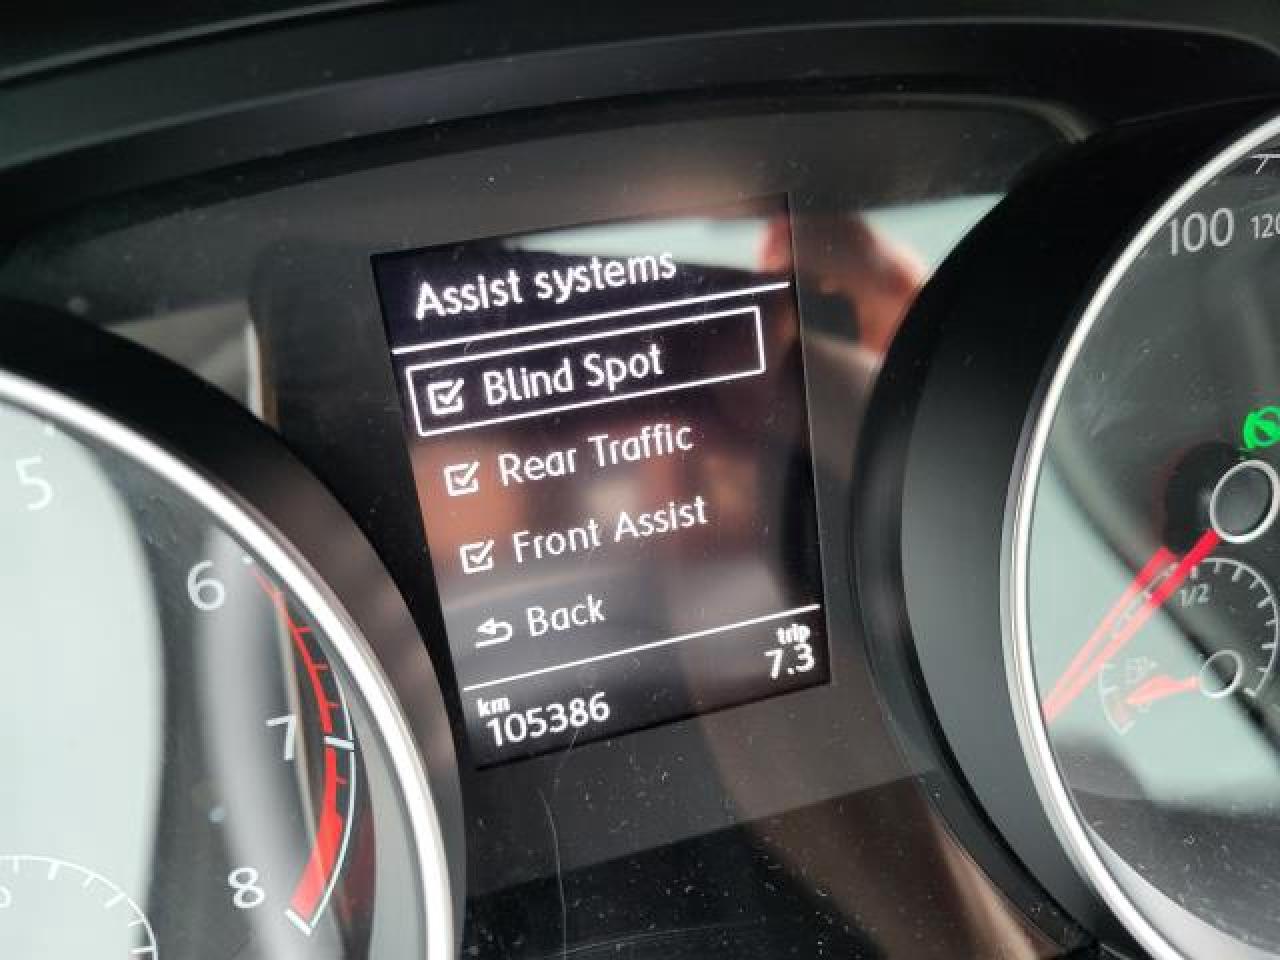 Assist systems
Blind Spot
Rear Traffic
Front Assist
Back
trip
7.3
km
105386
5
6
7
8
100
120
1/2